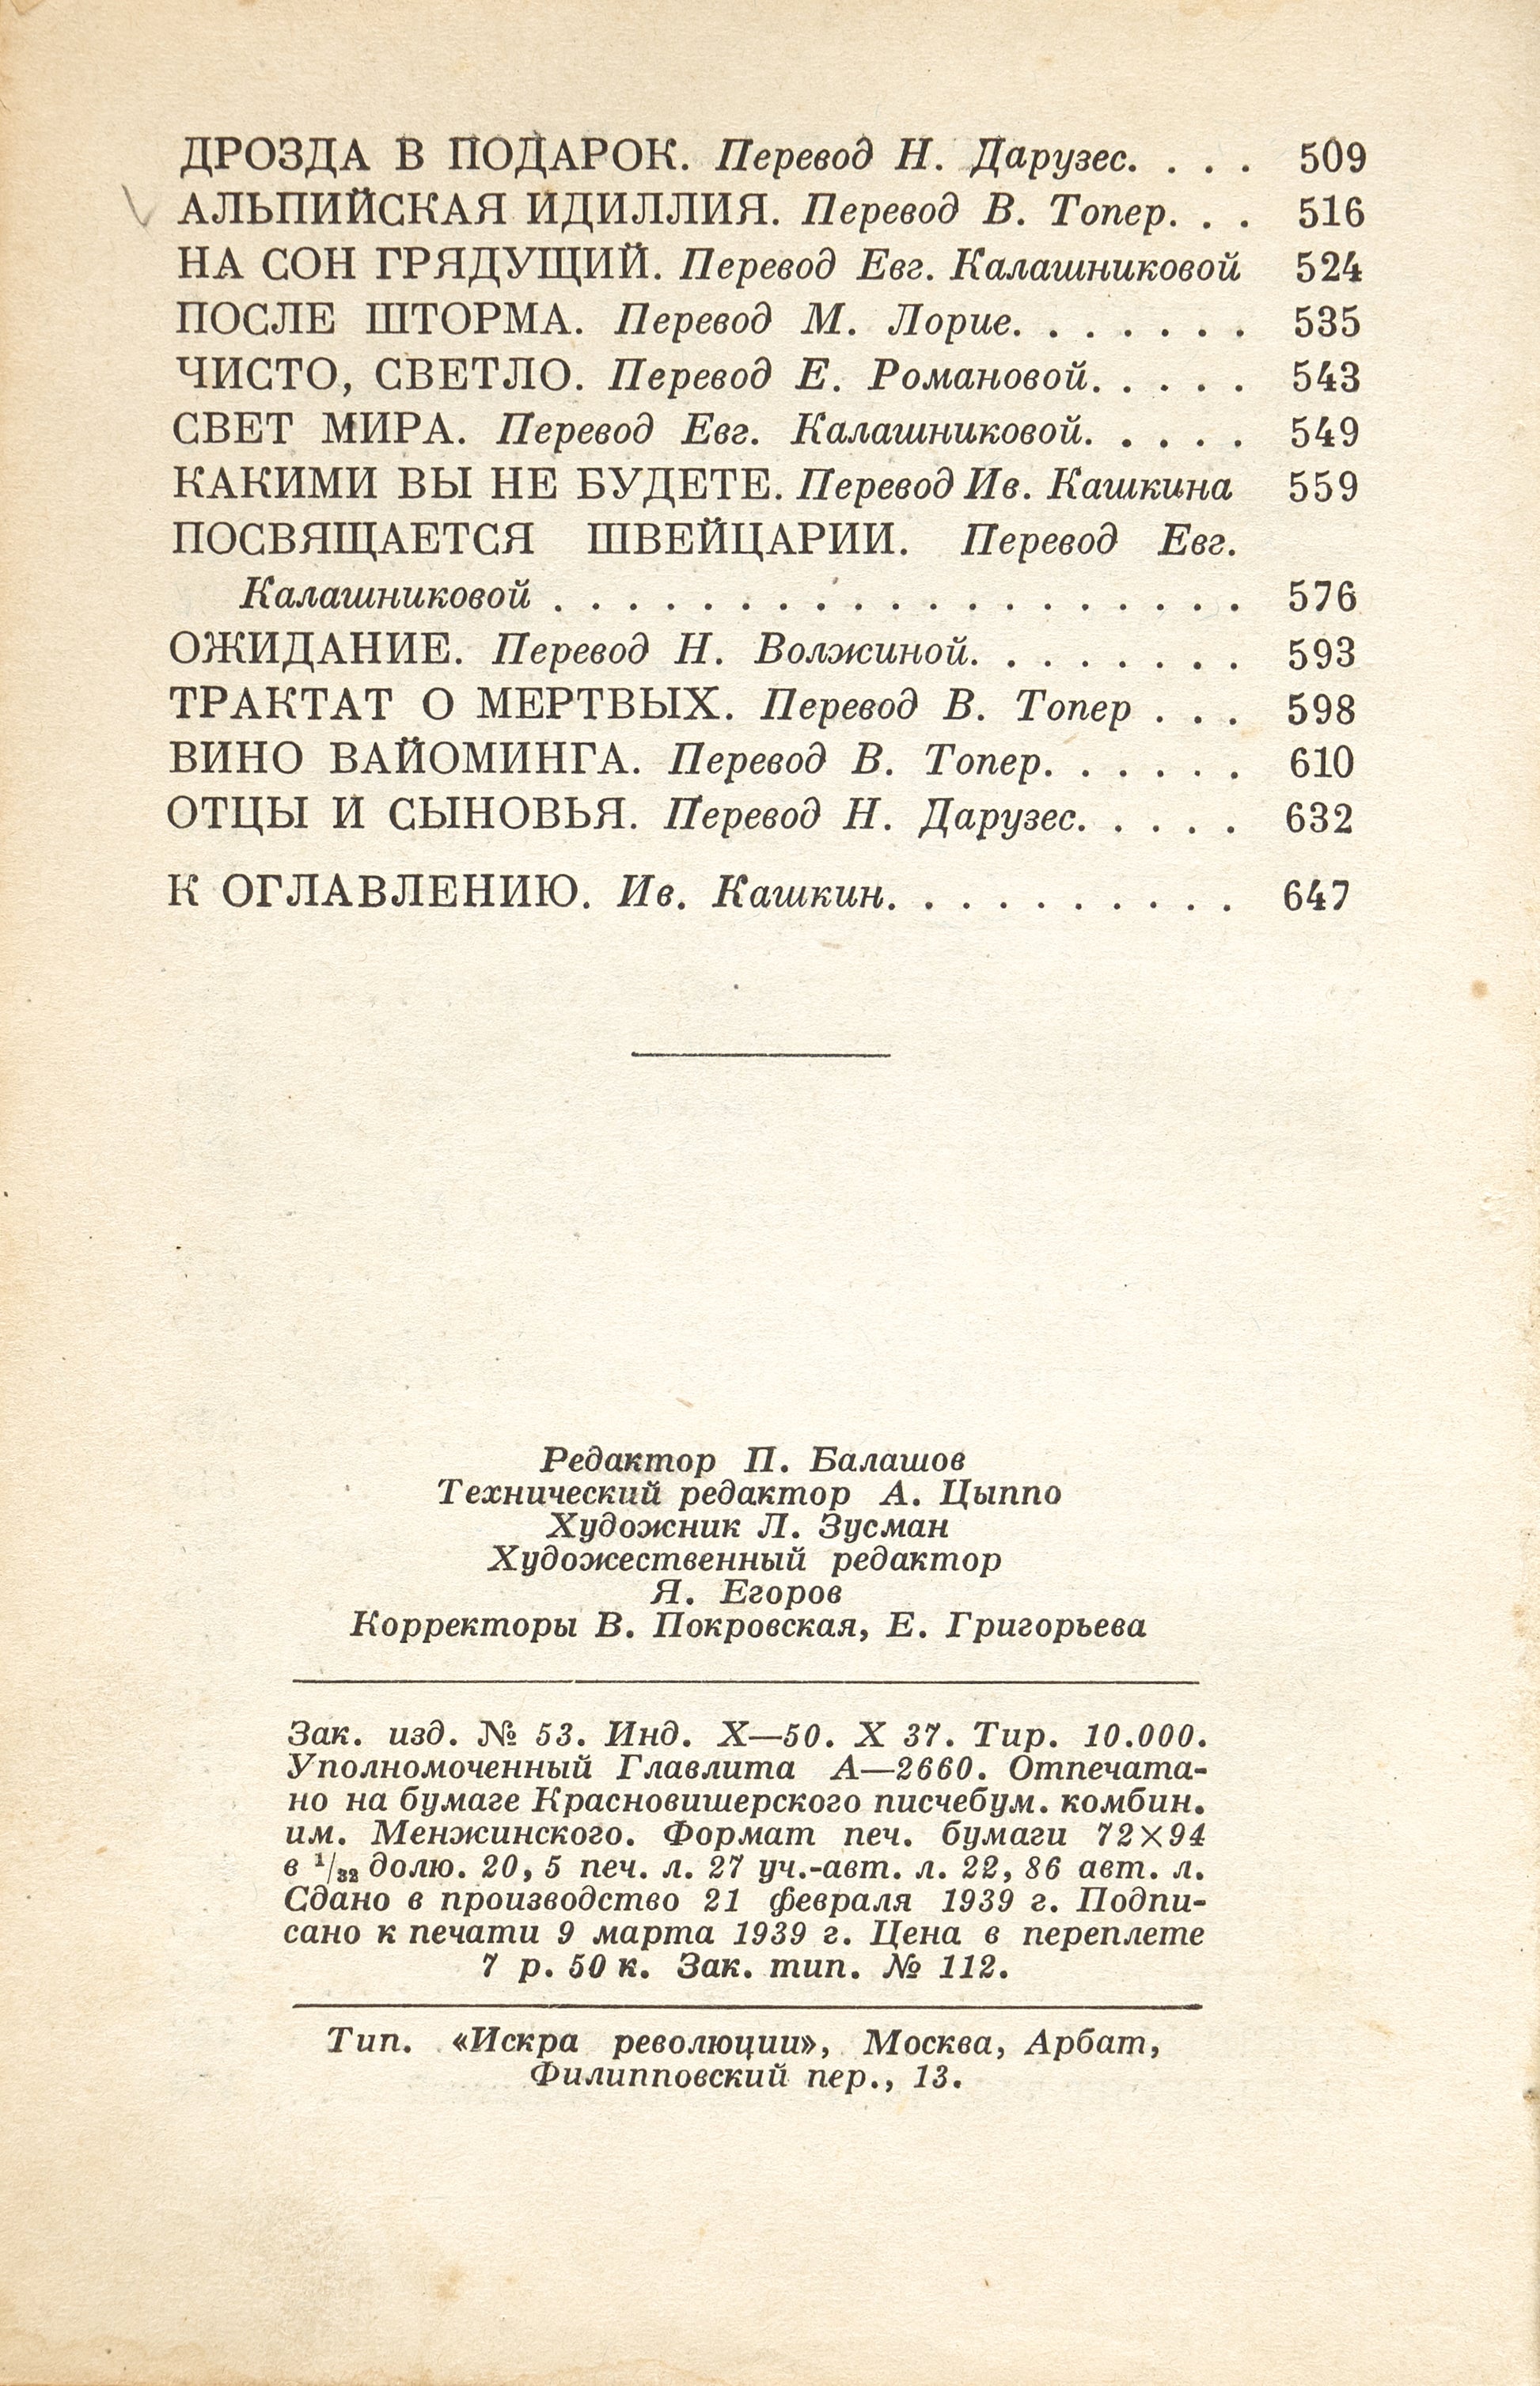 ДРОЗДА В ПОДАРОК. Перевод Н. Дарузес. . . . 509
АЛЬПИЙСКАЯ ИДИЛЛИЯ. Перевод В. Топер. . . 516
НА СОН ГРЯДУЩИЙ. Перевод Евг. Калашниковой 524
ПОСЛЕ ШТОРМА. Перевод М. Лорие. . . . . . . 535
ЧИСТО, СВЕТЛО. Перевод Е. Романовой. . . . . 543
СВЕТ МИРА. Перевод Евг. Калашниковой. . . . . 549
КАКИМИ ВЫ НЕ БУДЕТЕ. Перевод Ив. Кашкина 559
ПОСВЯЩАЕТСЯ ШВЕЙЦАРИИ. Перевод Евг.
Калашниковой . . . . . . . . . . . . . . . . . . . 576
ОЖИДАНИЕ. Перевод Н. Волжиной. . . . . . . . 593
ТРАКТАТ О МЕРТВЫХ. Перевод В. Топер . . . 598
ВИНО ВАЙОМИНГА. Перевод В. Топер. . . . . . 610
ОТЦЫ И СЫНОВЬЯ. Перевод Н. Дарузес. . . . . 632
К ОГЛАВЛЕНИЮ. Ив. Кашкин. . . . . . . . . . 647
Редактор П. Балашов
Технический редактор А. Цыппо
Художник Л. Зусман
Художественный редактор
Я. Егоров
Корректоры В. Покровская, Е. Григорьева
Зак. изд. № 53. Инд. X—50. X 37. Тир. 10.000.
Уполномоченный Главлита А—2660. Отпечата-
но на бумаге Красновишерского писчебум. комбин.
им. Менжинского. Формат печ. бумаги 72×94
в 1/32 долю. 20,5 печ. л. 27 уч.-авт. л. 22,86 авт. л.
Сдано в производство 21 февраля 1939 г. Подпи-
сано к печати 9 марта 1939 г. Цена в переплете
7 р. 50 к. Зак. тип. № 112.
Тип. «Искра революции», Москва, Арбат,
Филипповский пер., 13.